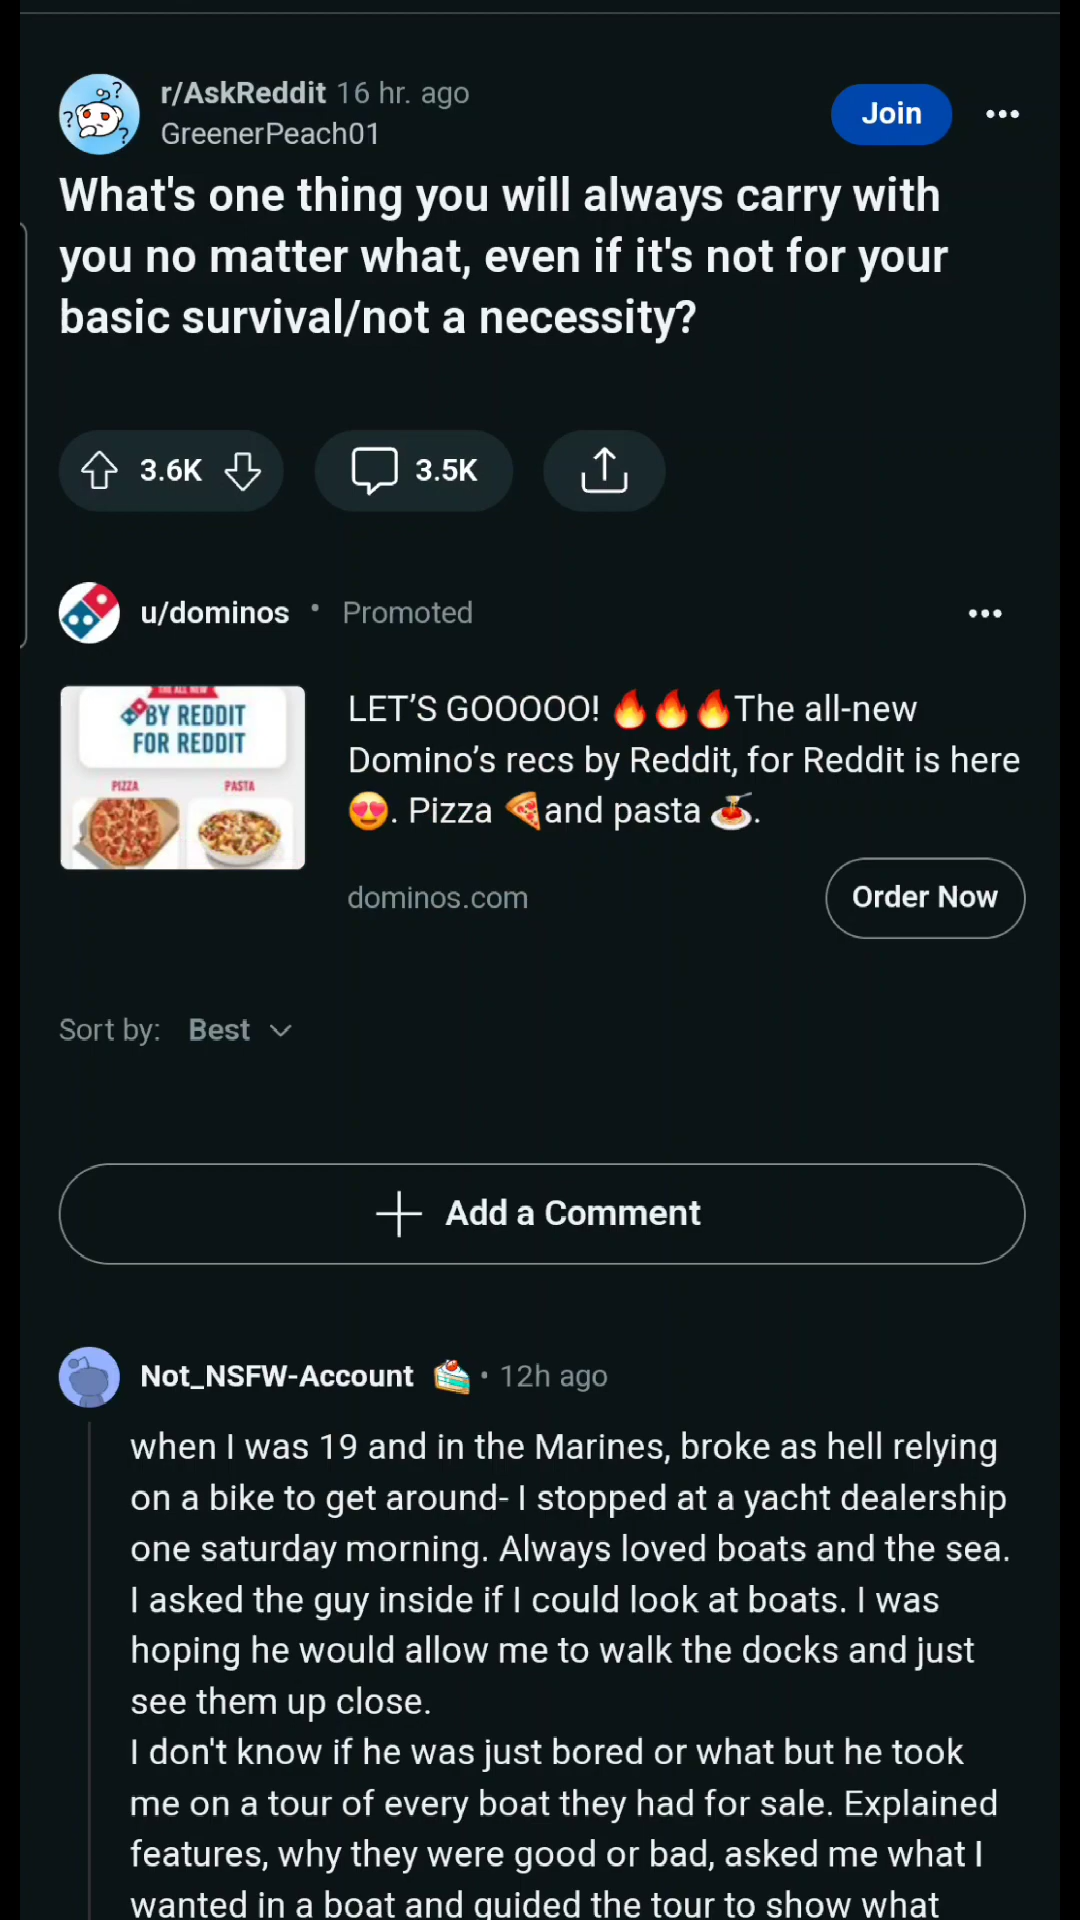 r/AskReddit 16 hr. ago
GreenerPeach01
Join
What's one thing you will always carry with
you no matter what, even if it's not for your
basic survival/not a necessity?
3.6K
3.5K
u/dominos • Promoted
THE ALL NEW
BY REDDIT
FOR REDDIT
PIZZA PASTA
LET’S GOOOOO! 🔥🔥🔥The all-new
Domino’s recs by Reddit, for Reddit is here
😍. Pizza 🍕and pasta 🍝.
dominos.com
Order Now
Sort by: Best
Add a Comment
Not_NSFW-Account 🍰 • 12h ago
when I was 19 and in the Marines, broke as hell relying
on a bike to get around- I stopped at a yacht dealership
one saturday morning. Always loved boats and the sea.
I asked the guy inside if I could look at boats. I was
hoping he would allow me to walk the docks and just
see them up close.
I don't know if he was just bored or what but he took
me on a tour of every boat they had for sale. Explained
features, why they were good or bad, asked me what I
wanted in a boat and guided the tour to show what